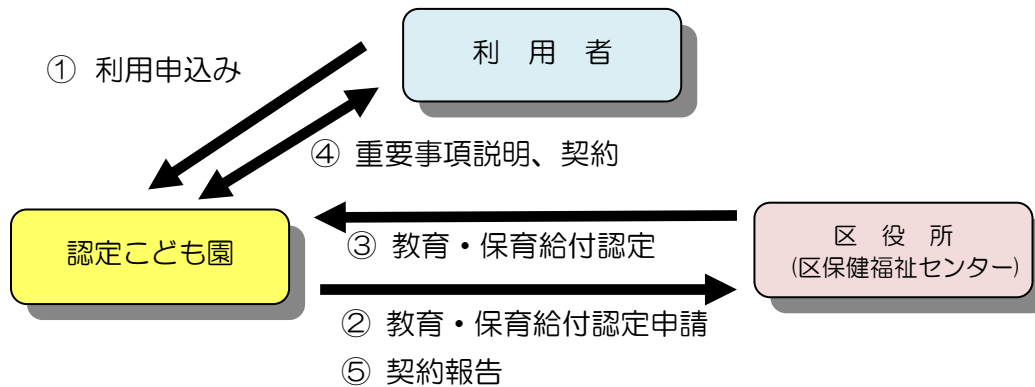 利　用　者
① 利用申込み
④ 重要事項説明、契約
認定こども園
③ 教育・保育給付認定
区　役　所
(区保健福祉センター)
② 教育・保育給付認定申請
⑤ 契約報告